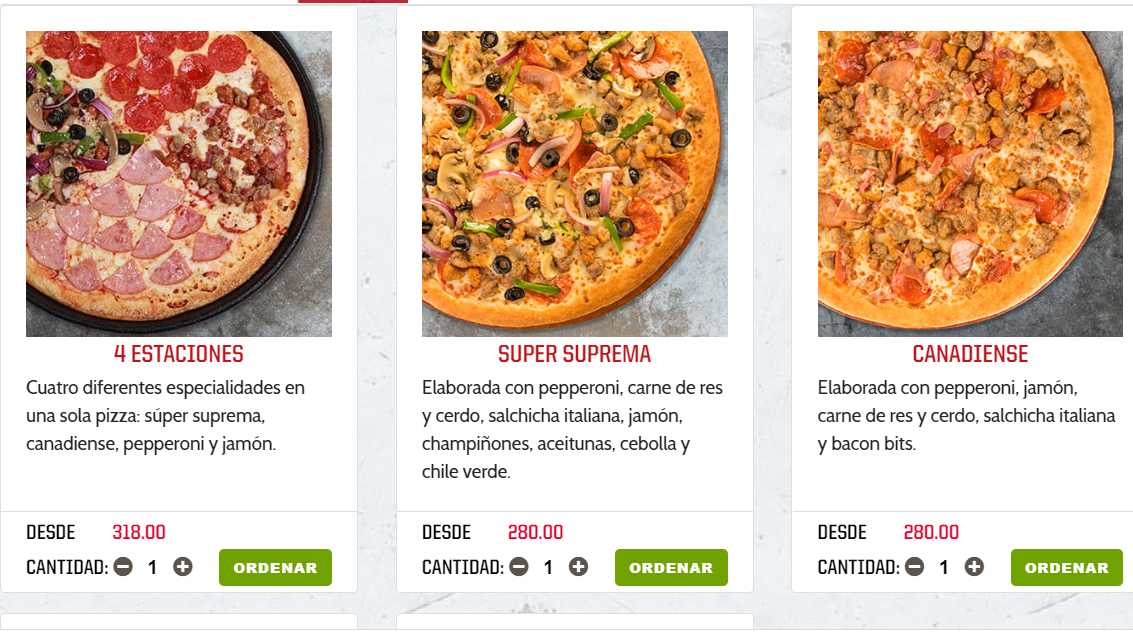 4 ESTACIONES
Cuatro diferentes especialidades en
una sola pizza: súper suprema,
canadiense, pepperoni y jamón.
DESDE 318.00
CANTIDAD: 1 ORDENAR
SUPER SUPREMA
Elaborada con pepperoni, carne de res
y cerdo, salchicha italiana, jamón,
champiñones, aceitunas, cebolla y
chile verde.
DESDE 280.00
CANTIDAD: 1 ORDENAR
CANADIENSE
Elaborada con pepperoni, jamón,
carne de res y cerdo, salchicha italiana
y bacon bits.
DESDE 280.00
CANTIDAD: 1 ORDENAR